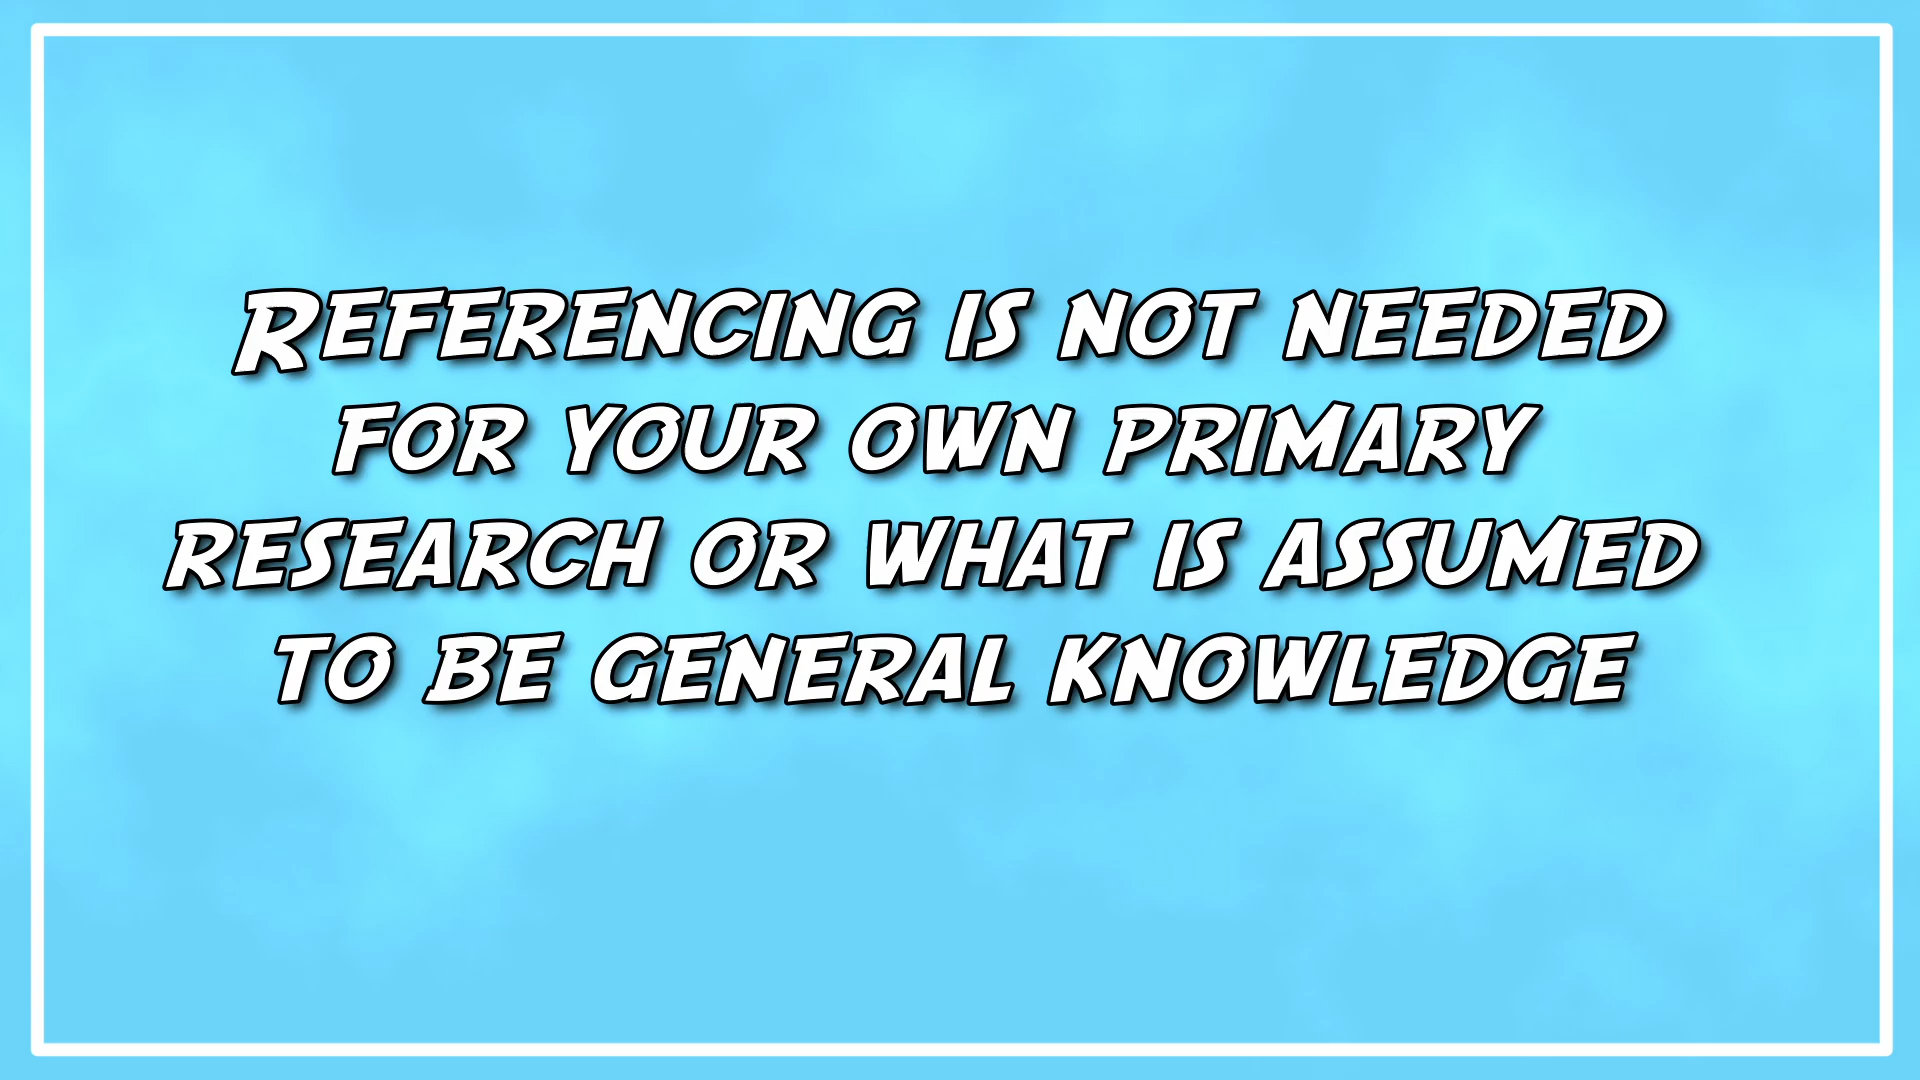 Referencing is not needed
for your own primary
research or what is assumed
to be general knowledge